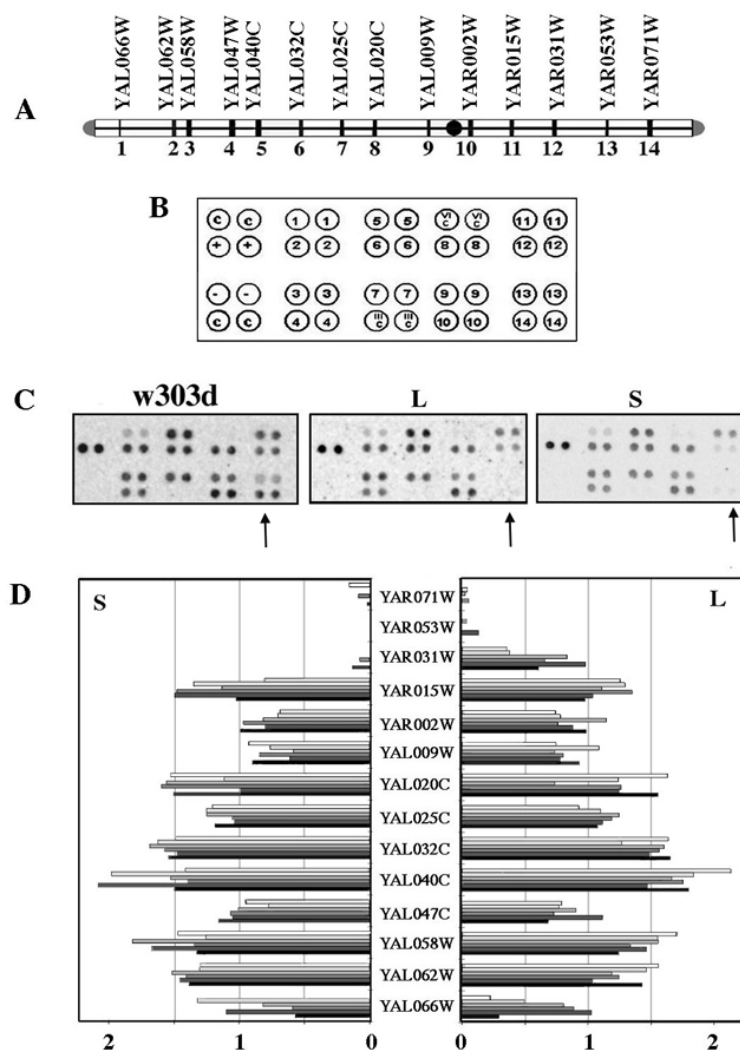 YAL066W YAL062W YAL058W YAL047W YAL040C YAL032C YAL025C YAL020C YAL009W YAR002W YAR015W YAR031W YAR053W YAR071W
A
1 2 3 4 5 6 7 8 9 10 11 12 13 14
B
C C 1 1 5 5 VI C VI C 11 11
+ + 2 2 6 6 8 8 12 12
- - 3 3 7 7 9 9 13 13
C C 4 4 III C III C 10 10 14 14
C
w303d L S
D
S L
YAR071W
YAR053W
YAR031W
YAR015W
YAR002W
YAL009W
YAL020C
YAL025C
YAL032C
YAL040C
YAL047C
YAL058W
YAL062W
YAL066W
2 1 0 0 1 2